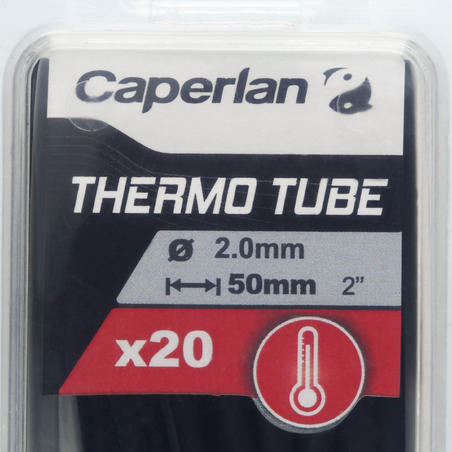 Caperlan
THERMO TUBE
Ø 2.0mm
50mm 2”
x20